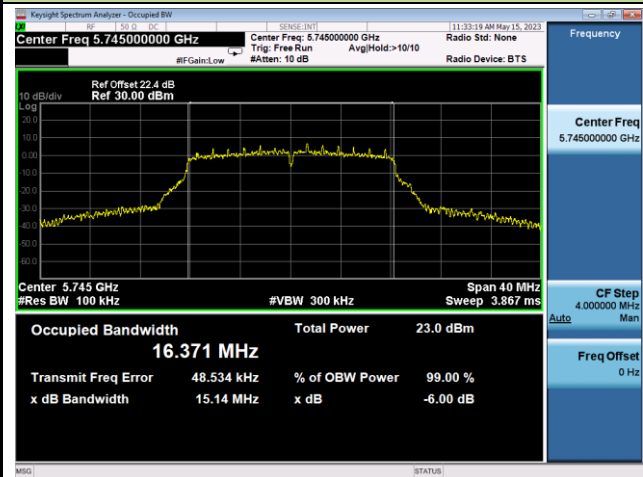 Keysight Spectrum Analyzer - Occupied BW
RF 50 Ω DC SENSE:INT 11:33:19 AM May 15, 2023
Center Freq 5.745000000 GHz Center Freq: 5.745000000 GHz Radio Std: None
Trig: Free Run Avg|Hold:>10/10
#IFGain:Low #Atten: 10 dB Radio Device: BTS
Ref Offset 22.4 dB
10 dB/div Ref 30.00 dBm
Log
20.0
10.0
0.00
-10.0
-20.0
-30.0
-40.0
-50.0
-60.0
Center 5.745 GHz Span 40 MHz
#Res BW 100 kHz #VBW 300 kHz Sweep 3.867 ms
Occupied Bandwidth Total Power 23.0 dBm
16.371 MHz
Transmit Freq Error 48.534 kHz % of OBW Power 99.00 %
x dB Bandwidth 15.14 MHz x dB -6.00 dB
MSG STATUS
Frequency
Center Freq
5.745000000 GHz
CF Step
4.000000 MHz
Auto Man
Freq Offset
0 Hz